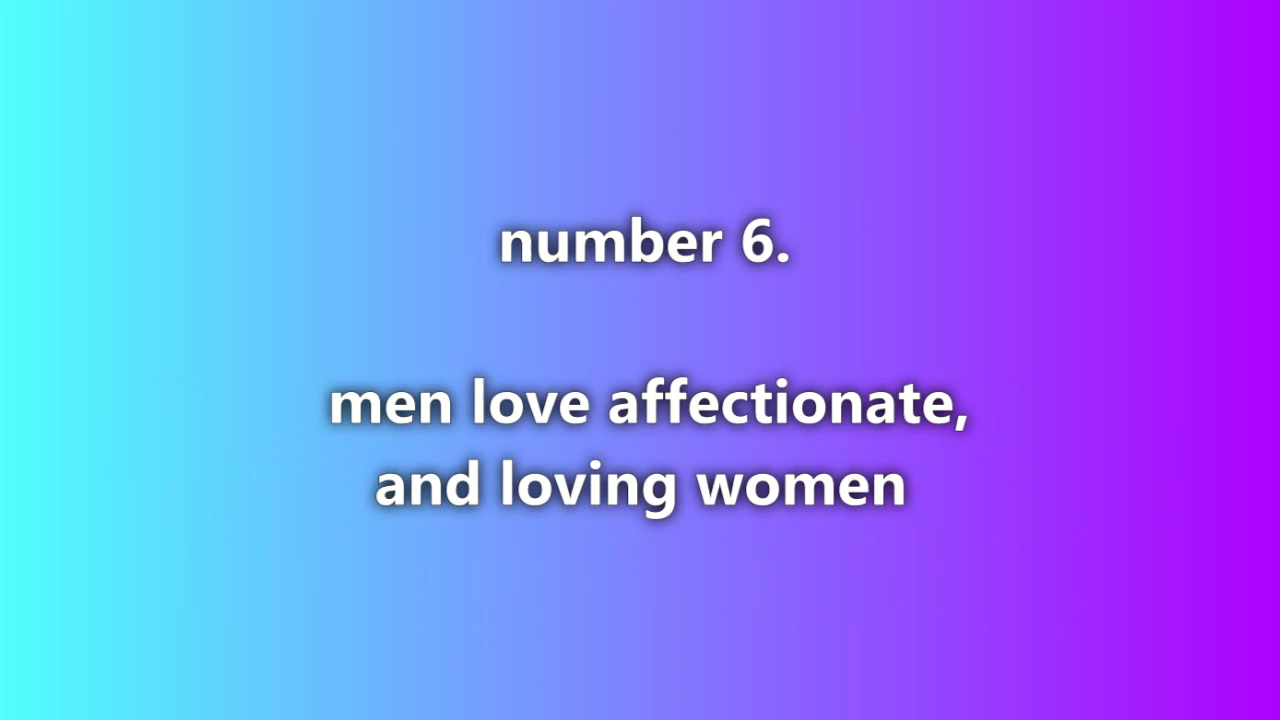 number 6.
men love affectionate,
and loving women